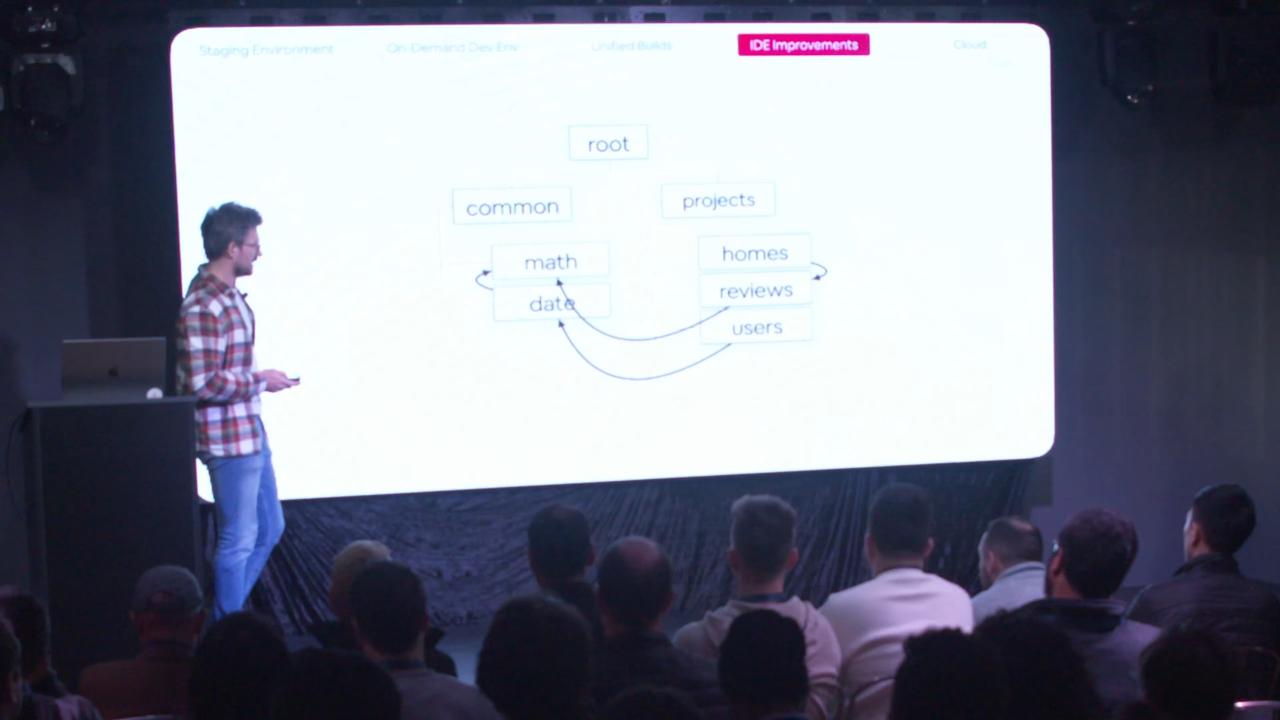 Staging Environment
On-Demand Dev Env
Unified Builds
IDE Improvements
Cloud
root
common
projects
math
date
homes
reviews
users